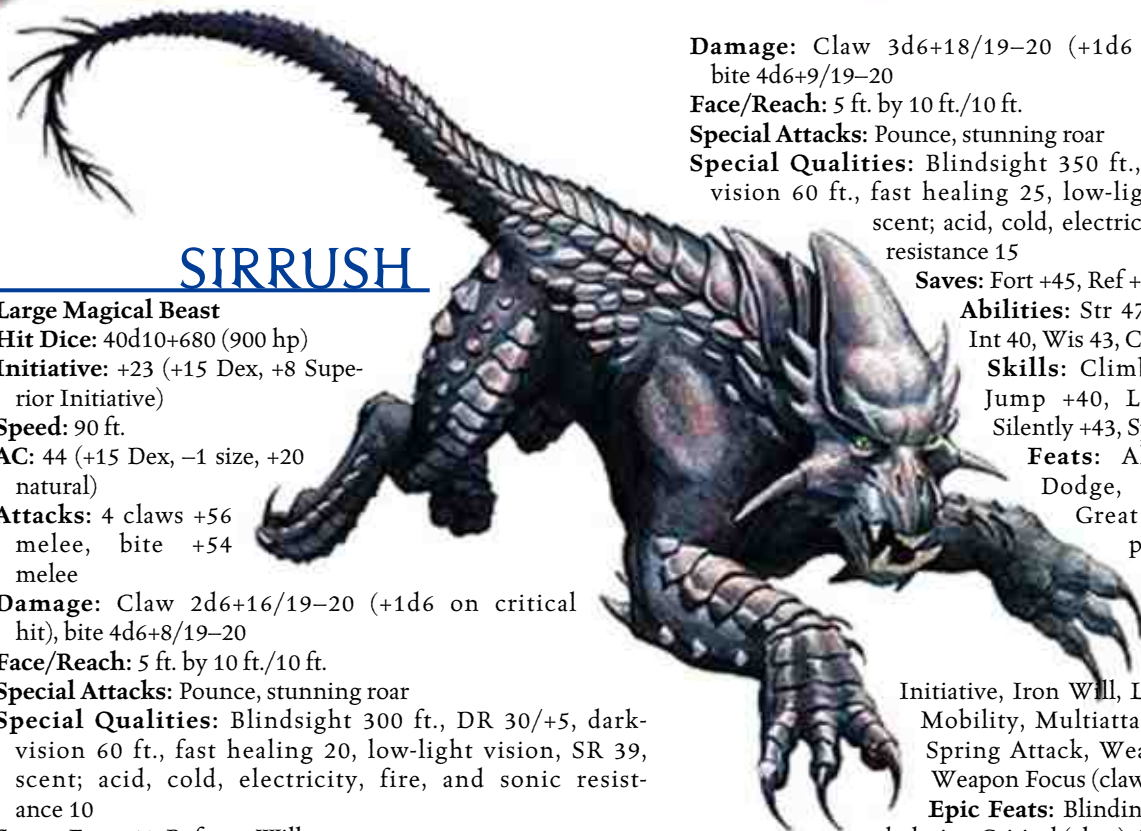 SIRRUSH
Large Magical Beast
Hit Dice: 40d10+680 (900 hp)
Initiative: +23 (+15 Dex, +8 Supe-
rior Initiative)
Speed: 90 ft.
AC: 44 (+15 Dex, –1 size, +20
natural)
Attacks: 4 claws +56
melee, bite +54
melee
Damage: Claw 2d6+16/19–20 (+1d6 on critical
hit), bite 4d6+8/19–20
Face/Reach: 5 ft. by 10 ft./10 ft.
Special Attacks: Pounce, stunning roar
Special Qualities: Blindsight 300 ft., DR 30/+5, dark-
vision 60 ft., fast healing 20, low-light vision, SR 39,
scent; acid, cold, electricity, fire, and sonic resist-
ance 10
Damage: Claw 3d6+18/19–20 (+1d6
bite 4d6+9/19–20
Face/Reach: 5 ft. by 10 ft./10 ft.
Special Attacks: Pounce, stunning roar
Special Qualities: Blindsight 350 ft.,
vision 60 ft., fast healing 25, low-lig
scent; acid, cold, electric
resistance 15
Saves: Fort +45, Ref +
Abilities: Str 47
Int 40, Wis 43, C
Skills: Climb
Jump +40, L
Silently +43, S
Feats: Al
Dodge,
Great
p
Initiative, Iron Will, L
Mobility, Multiatta
Spring Attack, Wea
Weapon Focus (claw
Epic Feats: Blindin